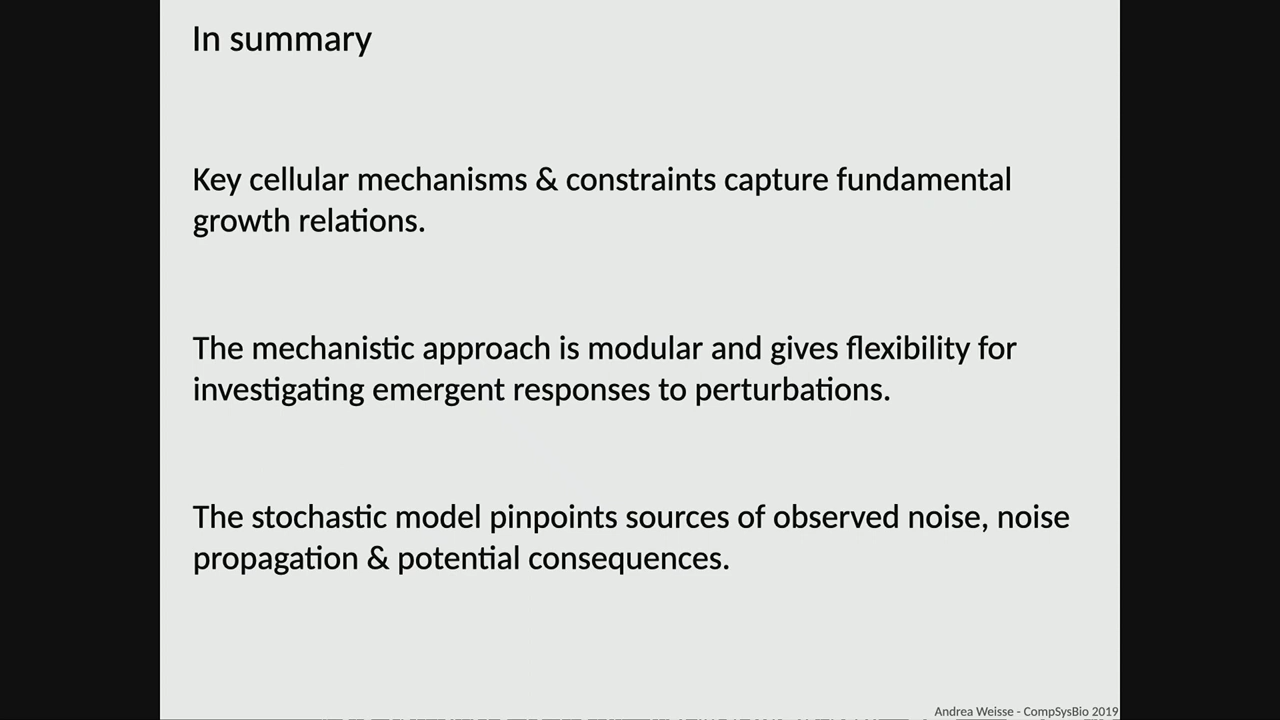 In summary
Key cellular mechanisms & constraints capture fundamental
growth relations.
The mechanistic approach is modular and gives flexibility for
investigating emergent responses to perturbations.
The stochastic model pinpoints sources of observed noise, noise
propagation & potential consequences.
Andrea Weisse - CompSysBio 2019